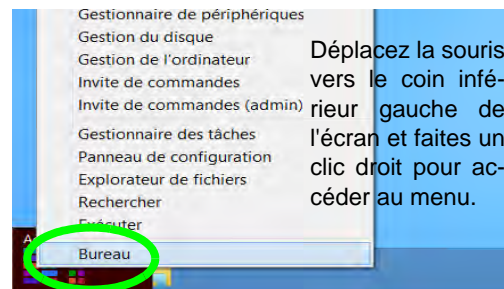 Gestionnaire de périphériques
Gestion du disque
Gestion de l'ordinateur
Invite de commandes
Invite de commandes (admin)
Gestionnaire des tâches
Panneau de configuration
Explorateur de fichiers
Rechercher
Exécuter
Bureau
Déplacez la souris
vers le coin infé-
rieur gauche de
l'écran et faites un
clic droit pour ac-
céder au menu.